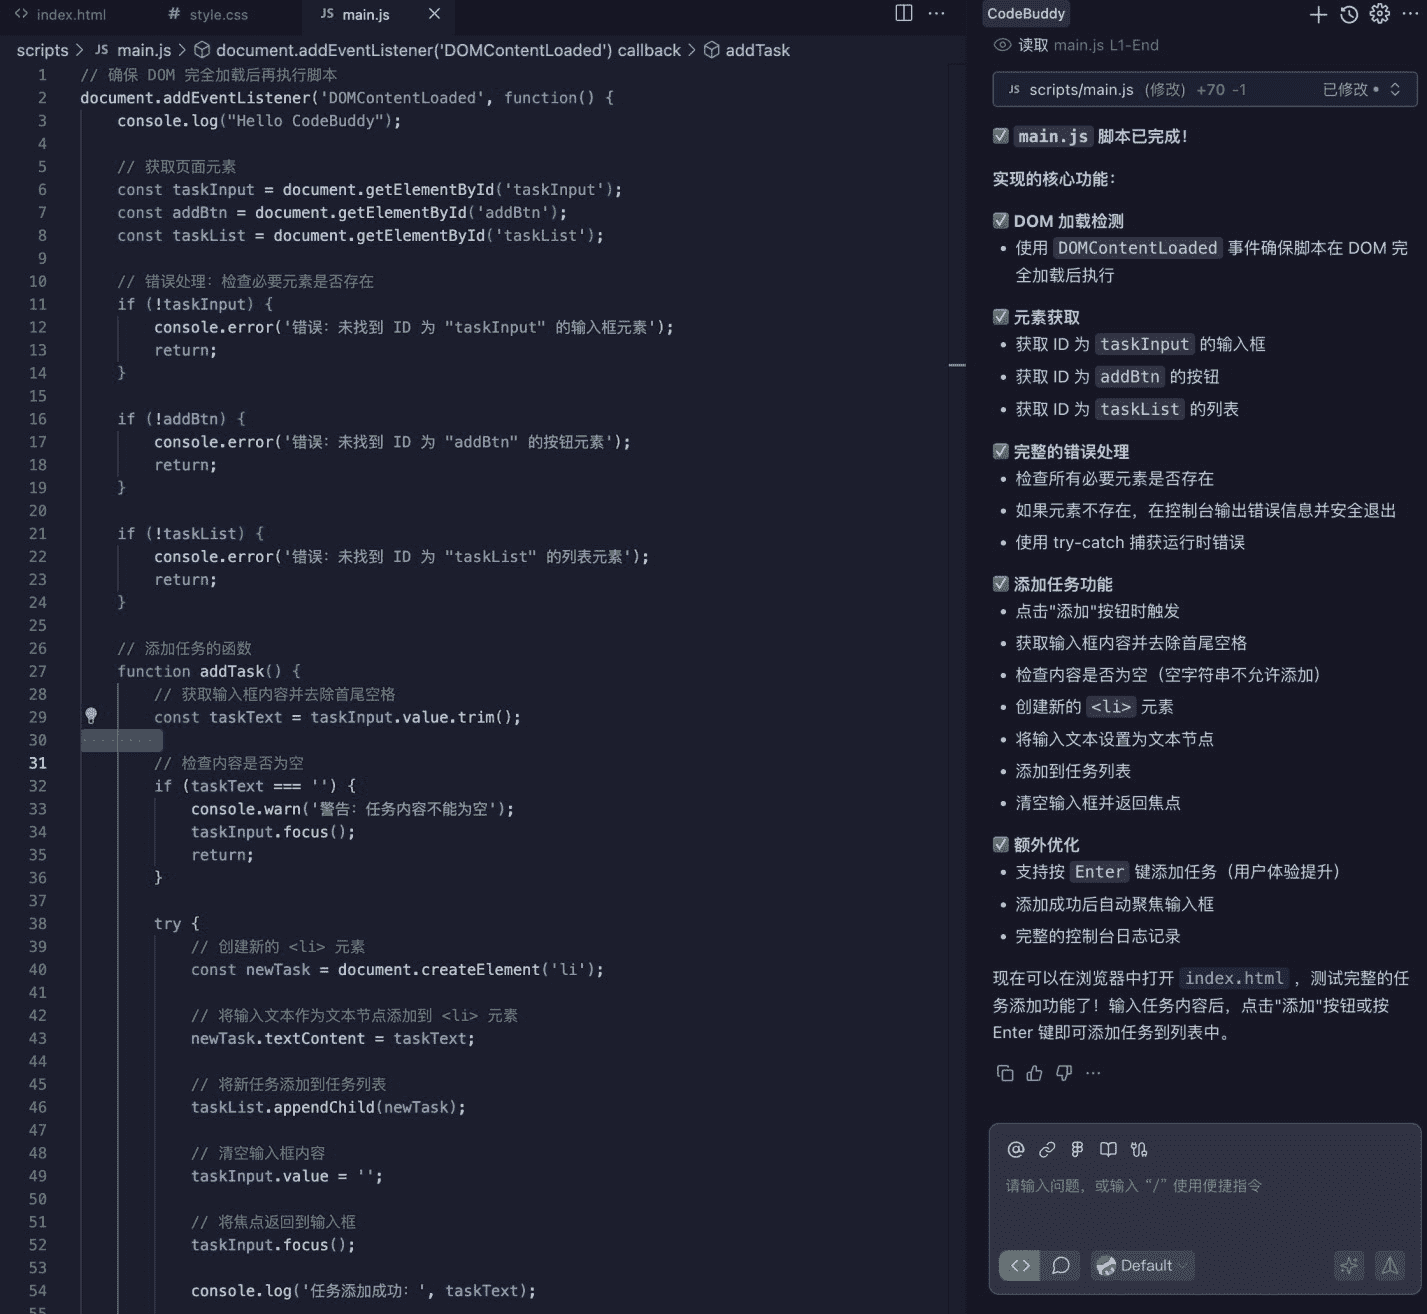 <> index.html # style.css JS main.js
scripts > JS main.js > document.addEventListener('DOMContentLoaded') callback > addTask
1 // 确保 DOM 完全加载后再执行脚本
2 document.addEventListener('DOMContentLoaded', function() {
3 console.log("Hello CodeBuddy");
4
5 // 获取页面元素
6 const taskInput = document.getElementById('taskInput');
7 const addBtn = document.getElementById('addBtn');
8 const taskList = document.getElementById('taskList');
9
10 // 错误处理：检查必要元素是否存在
11 if (!taskInput) {
12 console.error('错误：未找到 ID 为 "taskInput" 的输入框元素');
13 return;
14 }
15
16 if (!addBtn) {
17 console.error('错误：未找到 ID 为 "addBtn" 的按钮元素');
18 return;
19 }
20
21 if (!taskList) {
22 console.error('错误：未找到 ID 为 "taskList" 的列表元素');
23 return;
24 }
25
26 // 添加任务的函数
27 function addTask() {
28 // 获取输入框内容并去除首尾空格
29 const taskText = taskInput.value.trim();
30
31 // 检查内容是否为空
32 if (taskText === '') {
33 console.warn('警告：任务内容不能为空');
34 taskInput.focus();
35 return;
36 }
37
38 try {
39 // 创建新的 <li> 元素
40 const newTask = document.createElement('li');
41
42 // 将输入文本作为文本节点添加到 <li> 元素
43 newTask.textContent = taskText;
44
45 // 将新任务添加到任务列表
46 taskList.appendChild(newTask);
47
48 // 清空输入框内容
49 taskInput.value = '';
50
51 // 将焦点返回到输入框
52 taskInput.focus();
53
54 console.log('任务添加成功：', taskText);
55
CodeBuddy
读取 main.js L1-End
JS scripts/main.js (修改) +70 -1 已修改
main.js 脚本已完成！
实现的核心功能：
DOM 加载检测
• 使用 DOMContentLoaded 事件确保脚本在 DOM 完
全加载后执行
元素获取
• 获取 ID 为 taskInput 的输入框
• 获取 ID 为 addBtn 的按钮
• 获取 ID 为 taskList 的列表
完整的错误处理
• 检查所有必要元素是否存在
• 如果元素不存在，在控制台输出错误信息并安全退出
• 使用 try-catch 捕获运行时错误
添加任务功能
• 点击"添加"按钮时触发
• 获取输入框内容并去除首尾空格
• 检查内容是否为空（空字符串不允许添加）
• 创建新的 <li> 元素
• 将输入文本设置为文本节点
• 添加到任务列表
• 清空输入框并返回焦点
额外优化
• 支持按 Enter 键添加任务（用户体验提升）
• 添加成功后自动聚焦输入框
• 完整的控制台日志记录
现在可以在浏览器中打开 index.html ，测试完整的任
务添加功能了！输入任务内容后，点击"添加"按钮或按
Enter 键即可添加任务到列表中。
请输入问题，或输入 “/” 使用便捷指令
Default